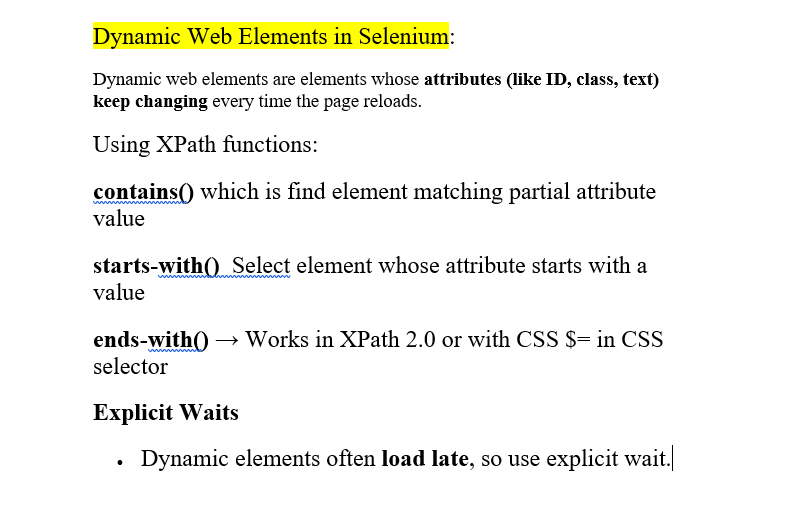 Dynamic Web Elements in Selenium:
Dynamic web elements are elements whose attributes (like ID, class, text)
keep changing every time the page reloads.
Using XPath functions:
contains() which is find element matching partial attribute
value
starts-with()  Select element whose attribute starts with a
value
ends-with() → Works in XPath 2.0 or with CSS $= in CSS
selector
Explicit Waits
• Dynamic elements often load late, so use explicit wait.